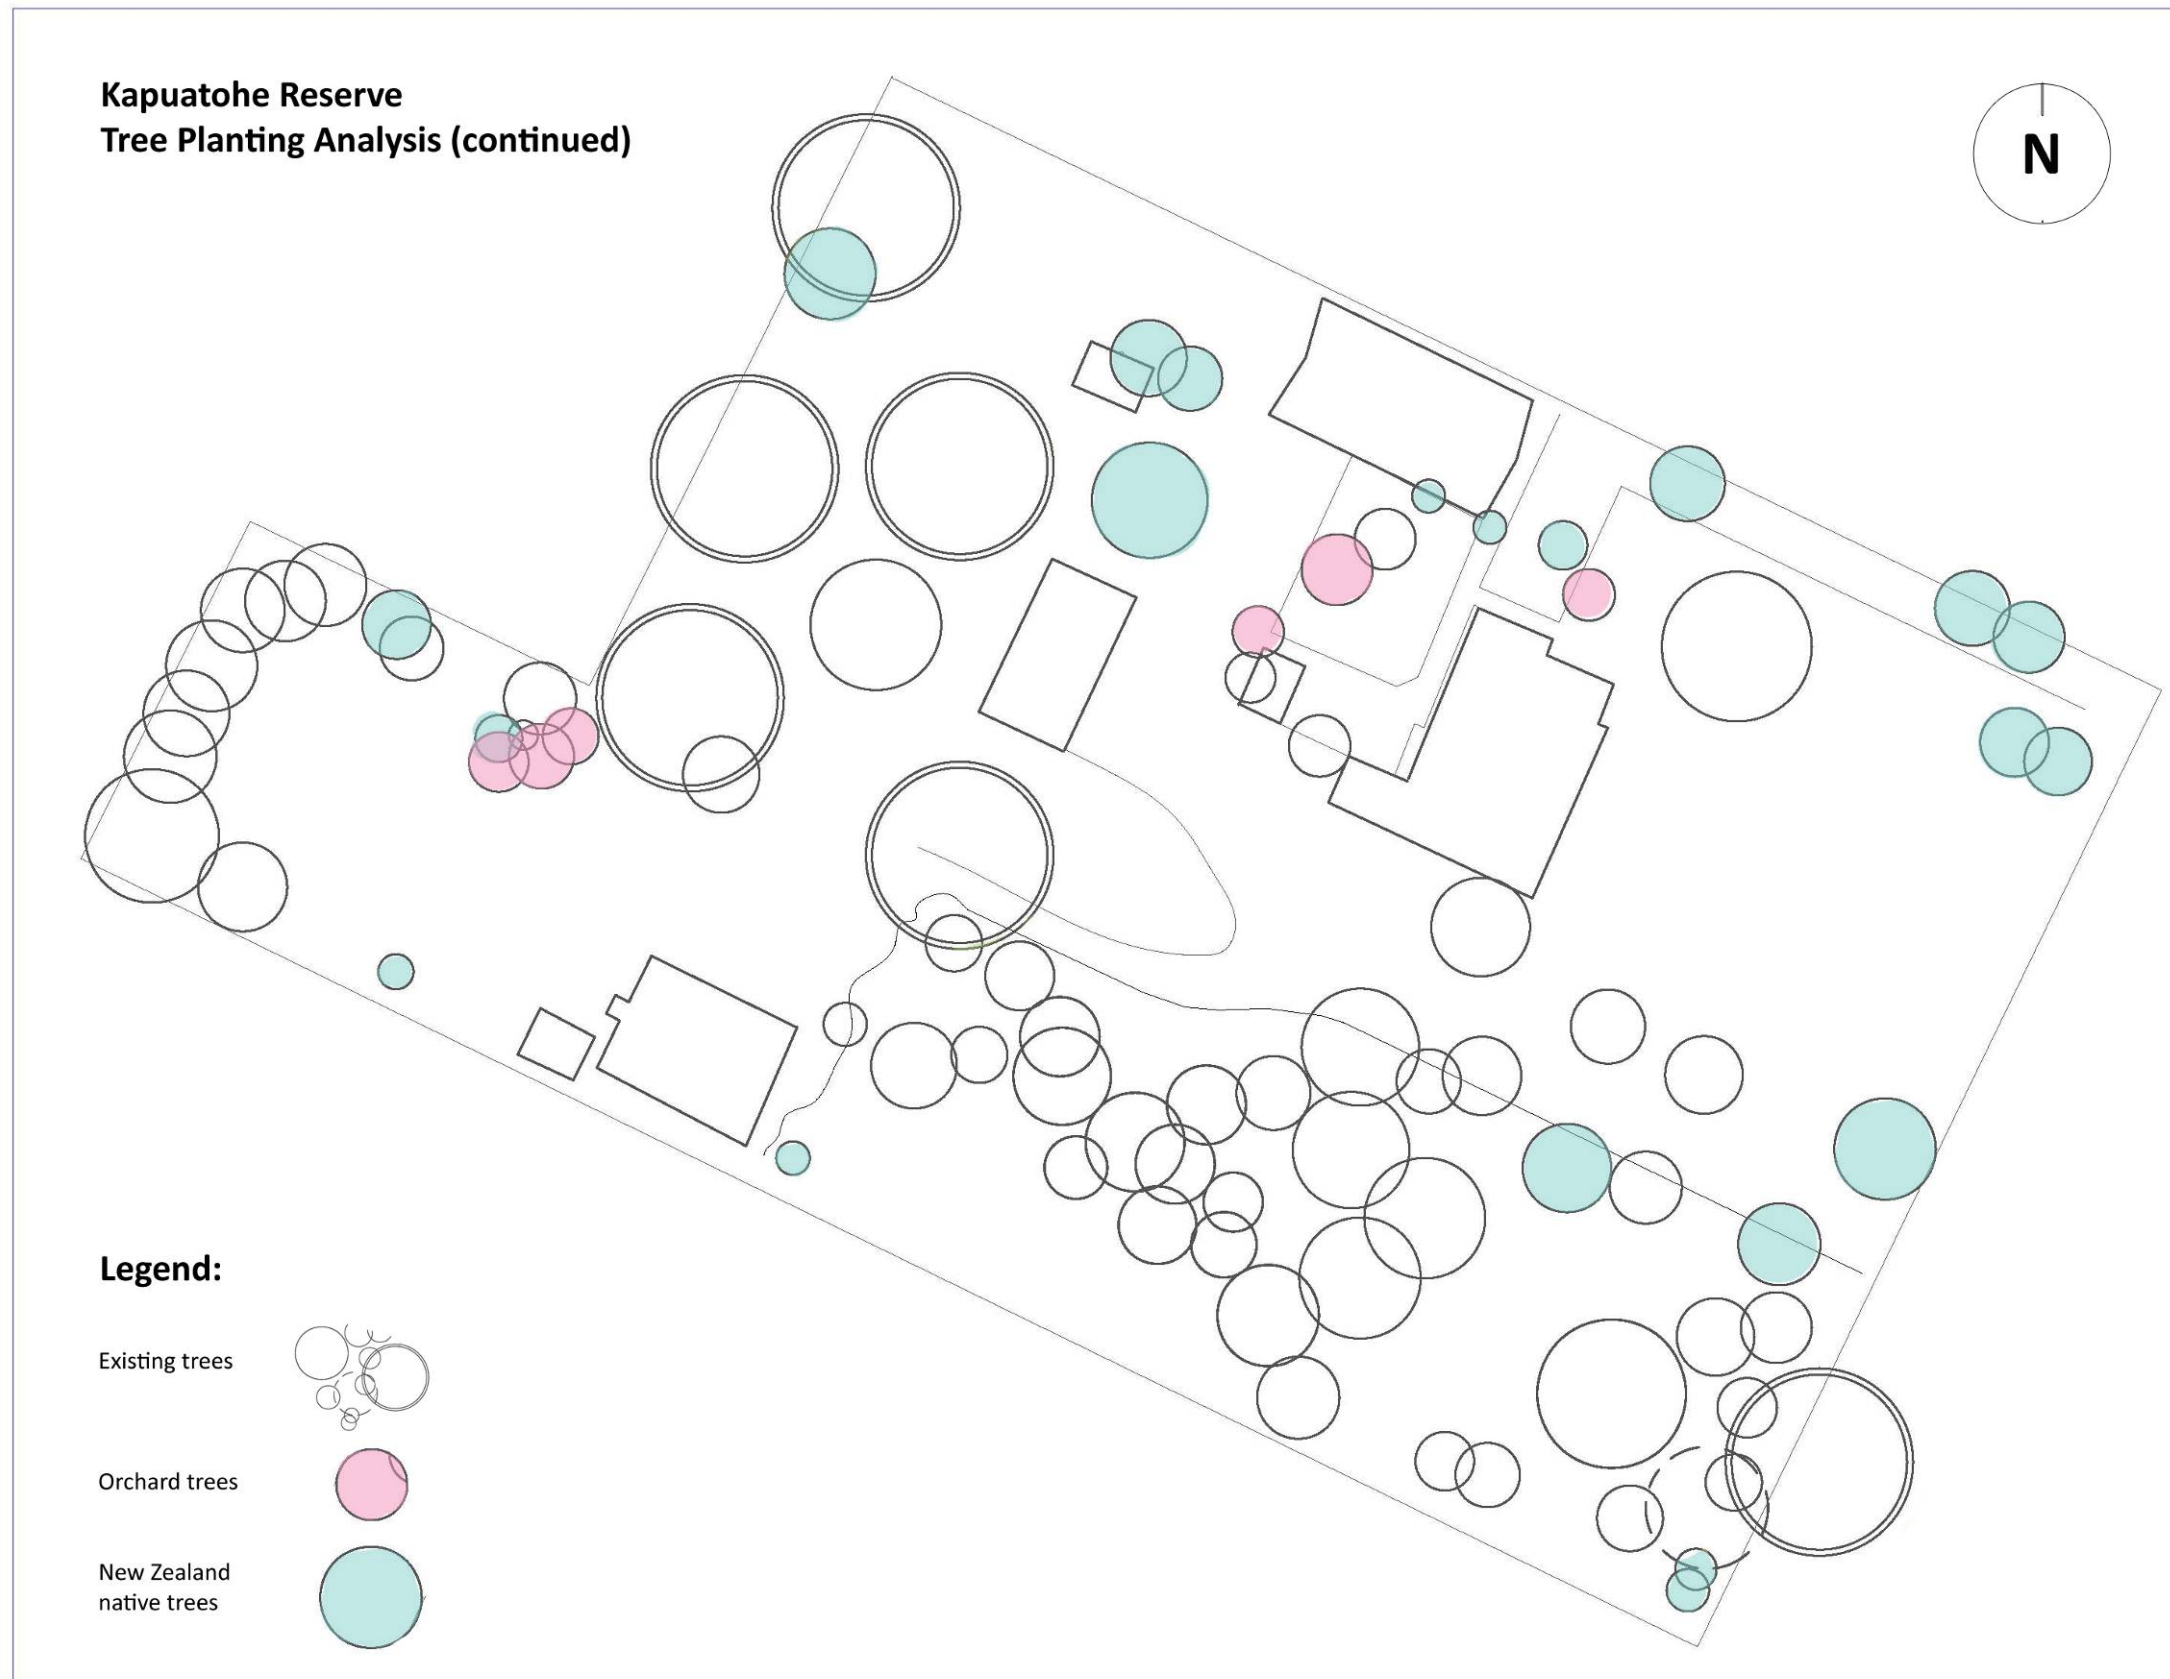 Kapuatohe Reserve
Tree Planting Analysis (continued)
N
Legend:
Existing trees
Orchard trees
New Zealand
native trees